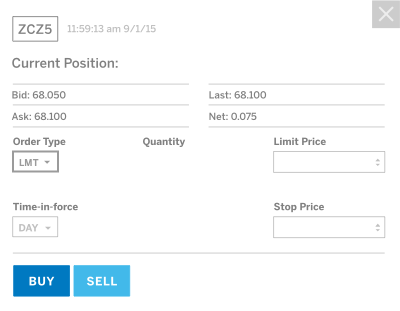 ZCZ5 11:59:13 am 9/1/15
Current Position:
Bid: 68.050 Last: 68.100
Ask: 68.100 Net: 0.075
Order Type Quantity Limit Price
LMT
Time-in-force Stop Price
DAY
BUY SELL